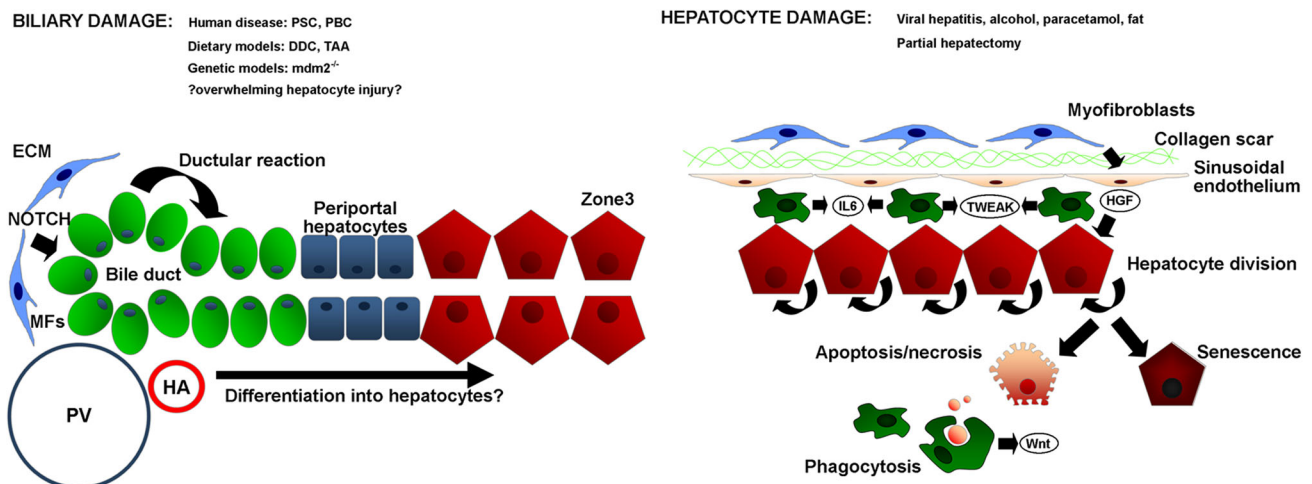 BILIARY DAMAGE:
Human disease: PSC, PBC
Dietary models: DDC, TAA
Genetic models: mdm2-/-
?overwhelming hepatocyte injury?
ECM
Ductular reaction
NOTCH
Bile duct
MFs
Periportal
hepatocytes
Zone3
HA
PV
Differentiation into hepatocytes?
HEPATOCYTE DAMAGE:
Viral hepatitis, alcohol, paracetamol, fat
Partial hepatectomy
Myofibroblasts
Collagen scar
Sinusoidal
endothelium
IL6
TWEAK
HGF
Hepatocyte division
Apoptosis/necrosis
Senescence
Phagocytosis
Wnt